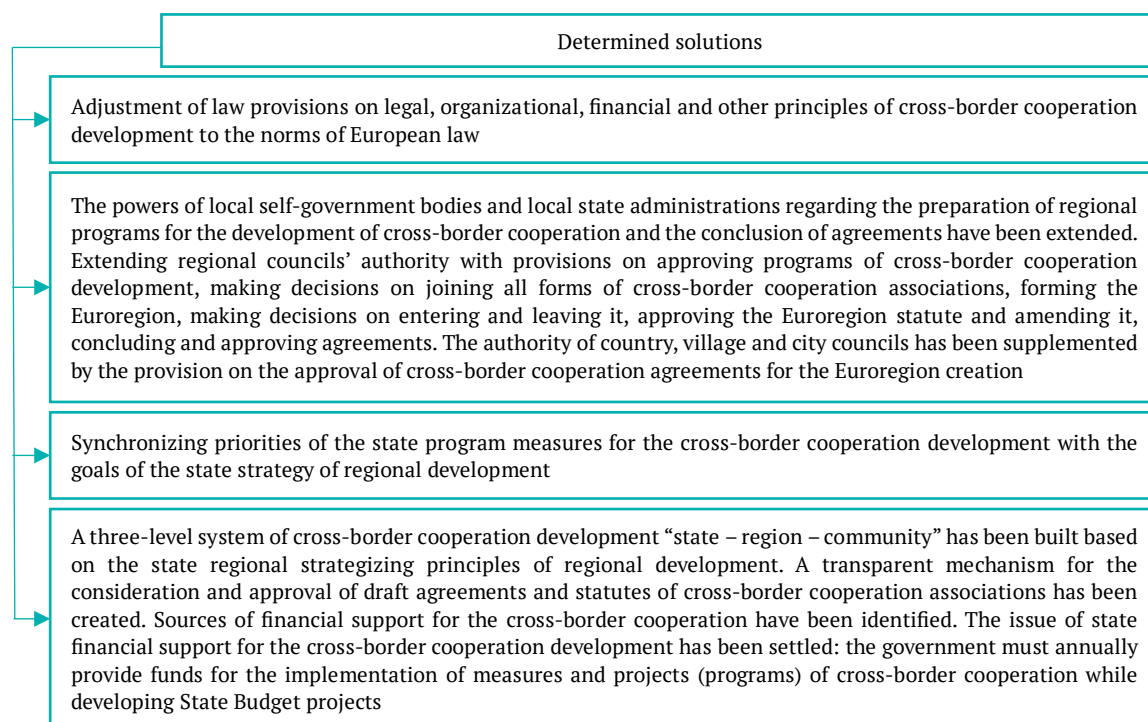 Determined solutions
Adjustment of law provisions on legal, organizational, financial and other principles of cross-border cooperation
development to the norms of European law
The powers of local self-government bodies and local state administrations regarding the preparation of regional
programs for the development of cross-border cooperation and the conclusion of agreements have been extended.
Extending regional councils’ authority with provisions on approving programs of cross-border cooperation
development, making decisions on joining all forms of cross-border cooperation associations, forming the
Euroregion, making decisions on entering and leaving it, approving the Euroregion statute and amending it,
concluding and approving agreements. The authority of country, village and city councils has been supplemented
by the provision on the approval of cross-border cooperation agreements for the Euroregion creation
Synchronizing priorities of the state program measures for the cross-border cooperation development with the
goals of the state strategy of regional development
A three-level system of cross-border cooperation development “state – region – community” has been built based
on the state regional strategizing principles of regional development. A transparent mechanism for the
consideration and approval of draft agreements and statutes of cross-border cooperation associations has been
created. Sources of financial support for the cross-border cooperation have been identified. The issue of state
financial support for the cross-border cooperation development has been settled: the government must annually
provide funds for the implementation of measures and projects (programs) of cross-border cooperation while
developing State Budget projects